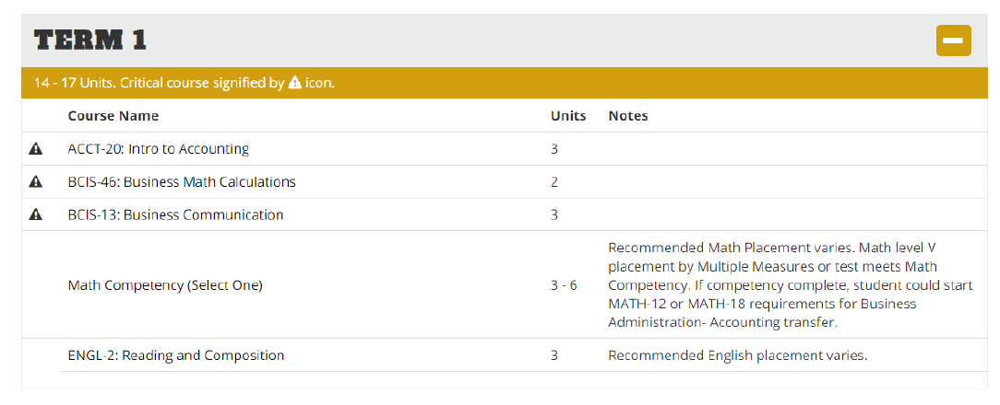 TERM 1
14 - 17 Units. Critical course signified by ⚠ icon.
Course Name Units Notes
ACCT-20: Intro to Accounting 3
BCIS-46: Business Math Calculations 2
BCIS-13: Business Communication 3
Math Competency (Select One) 3 - 6 Recommended Math Placement varies. Math level V
placement by Multiple Measures or test meets Math
Competency. If competency complete, student could start
MATH-12 or MATH-18 requirements for Business
Administration- Accounting transfer.
ENGL-2: Reading and Composition 3 Recommended English placement varies.